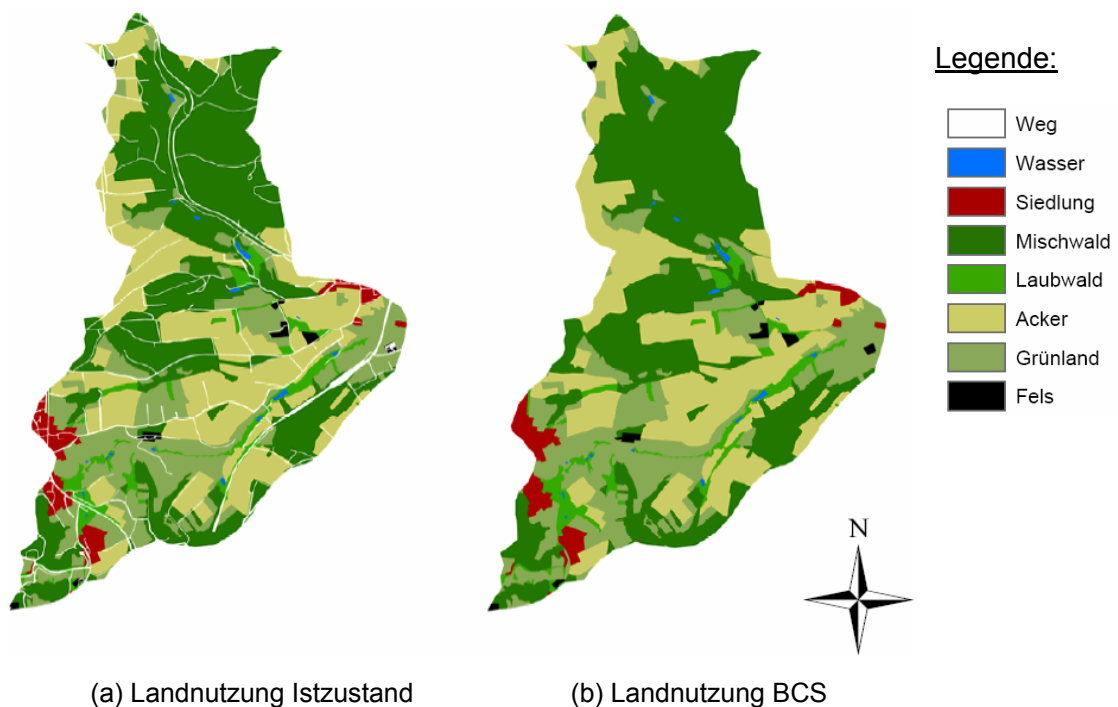 Legende:
Weg
Wasser
Siedlung
Mischwald
Laubwald
Acker
Grünland
Fels
N
(a) Landnutzung Istzustand
(b) Landnutzung BCS